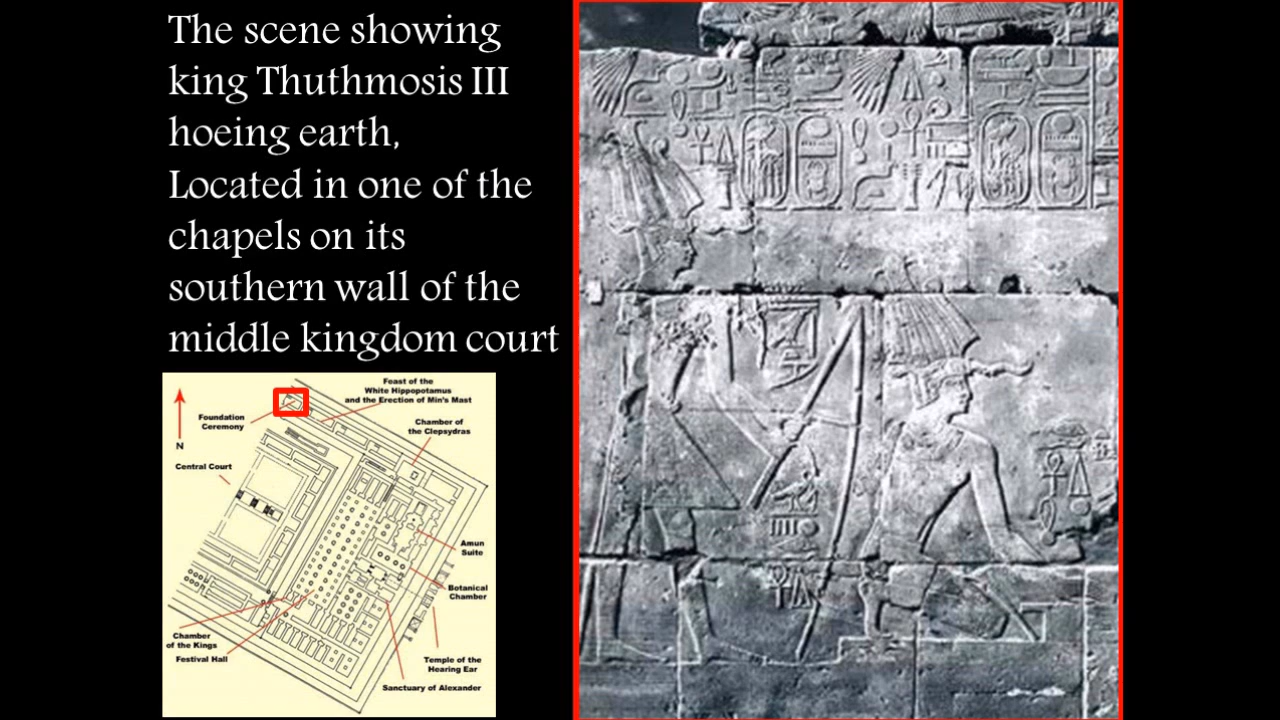 The scene showing
king Thuthmosis III
hoeing earth,
Located in one of the
chapels on its
southern wall of the
middle kingdom court
Feast of the
White Hippopotamus
and the Erection of Min's Mast
Foundation
Ceremony
Chamber of
the Clepsydras
N
Central Court
Amun
Suite
Botanical
Chamber
Chamber
of the Kings
Festival Hall
Temple of the
Hearing Ear
Sanctuary of Alexander